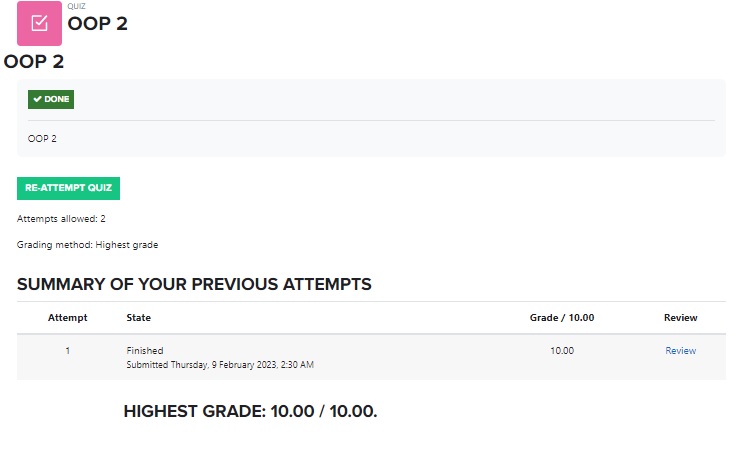 QUIZ
OOP 2
OOP 2
DONE
OOP 2
RE-ATTEMPT QUIZ
Attempts allowed: 2
Grading method: Highest grade
SUMMARY OF YOUR PREVIOUS ATTEMPTS
Attempt State Grade / 10.00 Review
1 Finished 10.00 Review
Submitted Thursday, 9 February 2023, 2:30 AM
HIGHEST GRADE: 10.00 / 10.00.